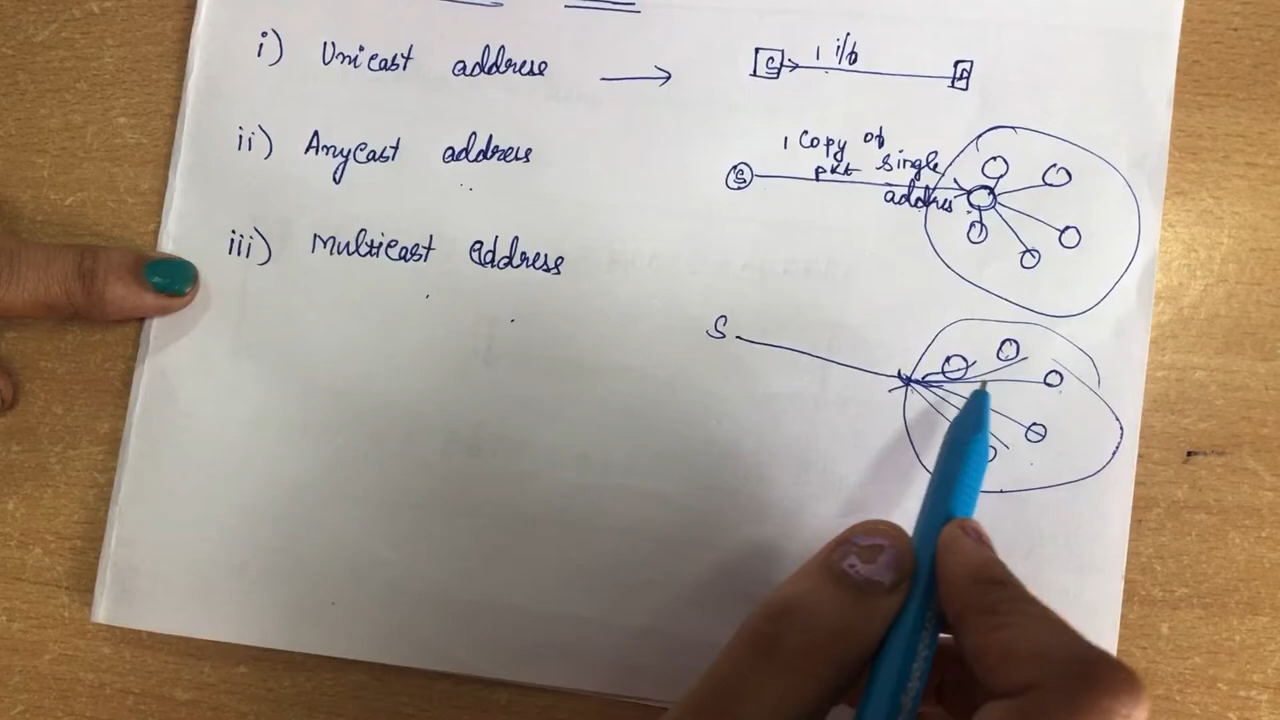 i) Unicast address → S 1 i/b
ii) Anycast address
1 Copy of
pkt single
S
address
iii) Multicast address
S